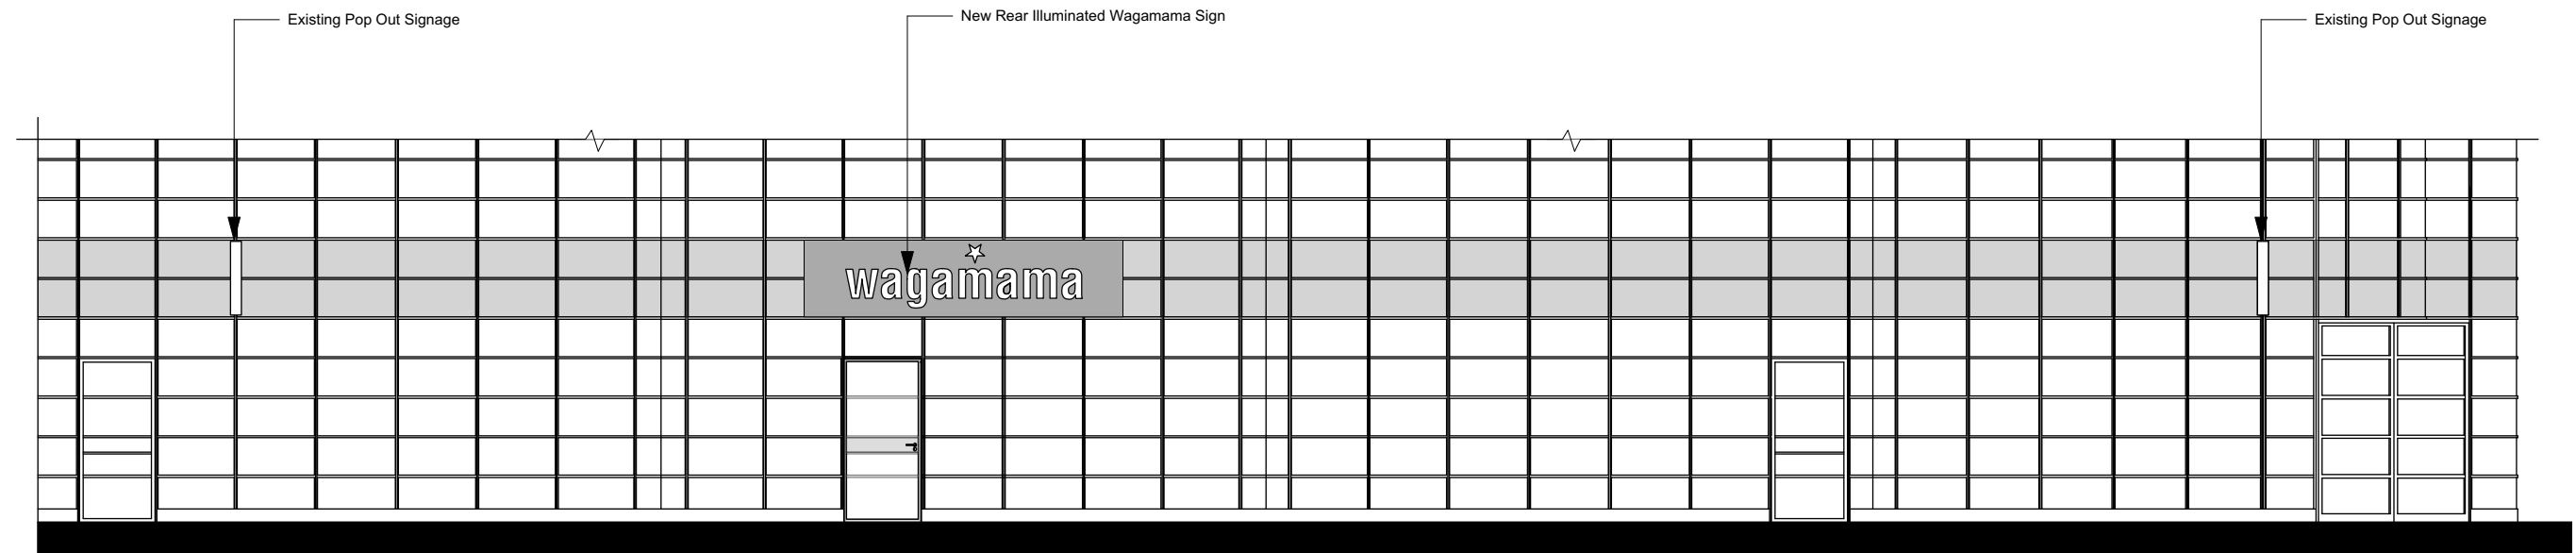 Existing Pop Out Signage
New Rear Illuminated Wagamama Sign
Existing Pop Out Signage
wagamama